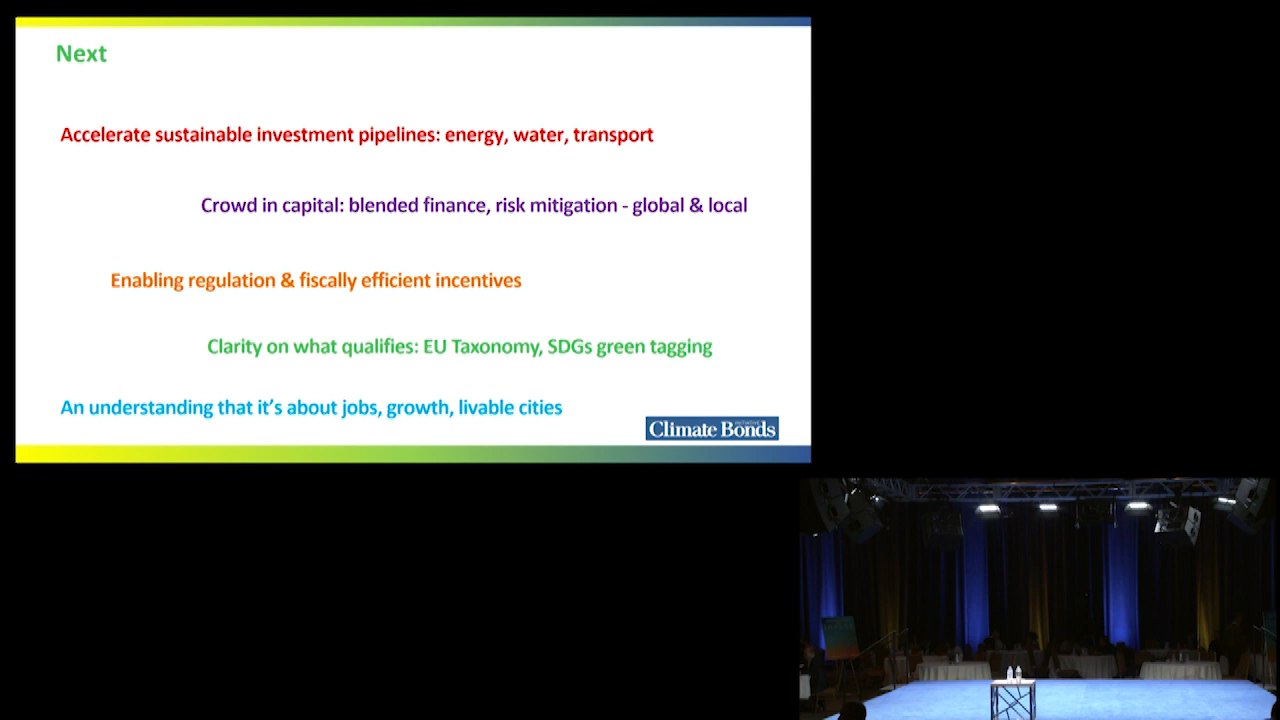 Next
Accelerate sustainable investment pipelines: energy, water, transport
Crowd in capital: blended finance, risk mitigation - global & local
Enabling regulation & fiscally efficient incentives
Clarity on what qualifies: EU Taxonomy, SDGs green tagging
An understanding that it’s about jobs, growth, livable cities
Climate Bonds